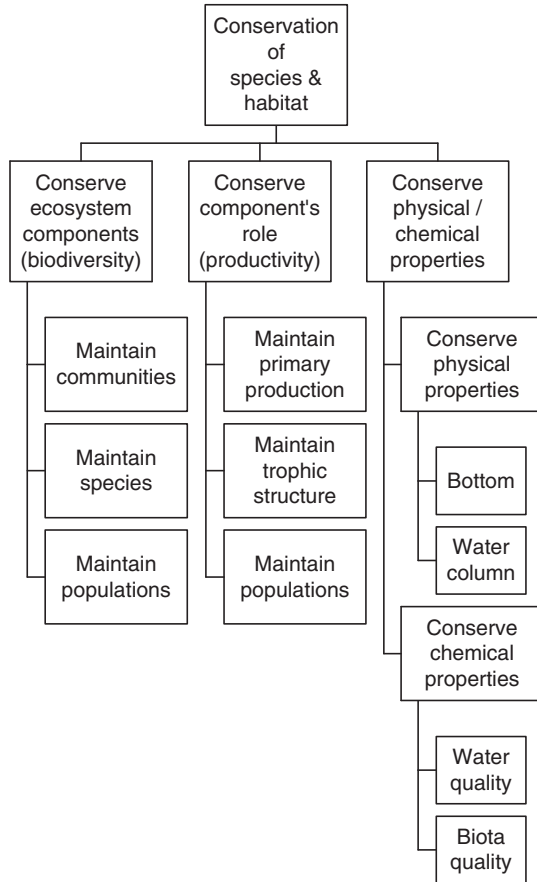 Conservation
of
species &
habitat
Conserve
ecosystem
components
(biodiversity)
Conserve
component's
role
(productivity)
Conserve
physical /
chemical
properties
Maintain
communities
Maintain
species
Maintain
populations
Maintain
primary
production
Maintain
trophic
structure
Maintain
populations
Conserve
physical
properties
Bottom
Water
column
Conserve
chemical
properties
Water
quality
Biota
quality